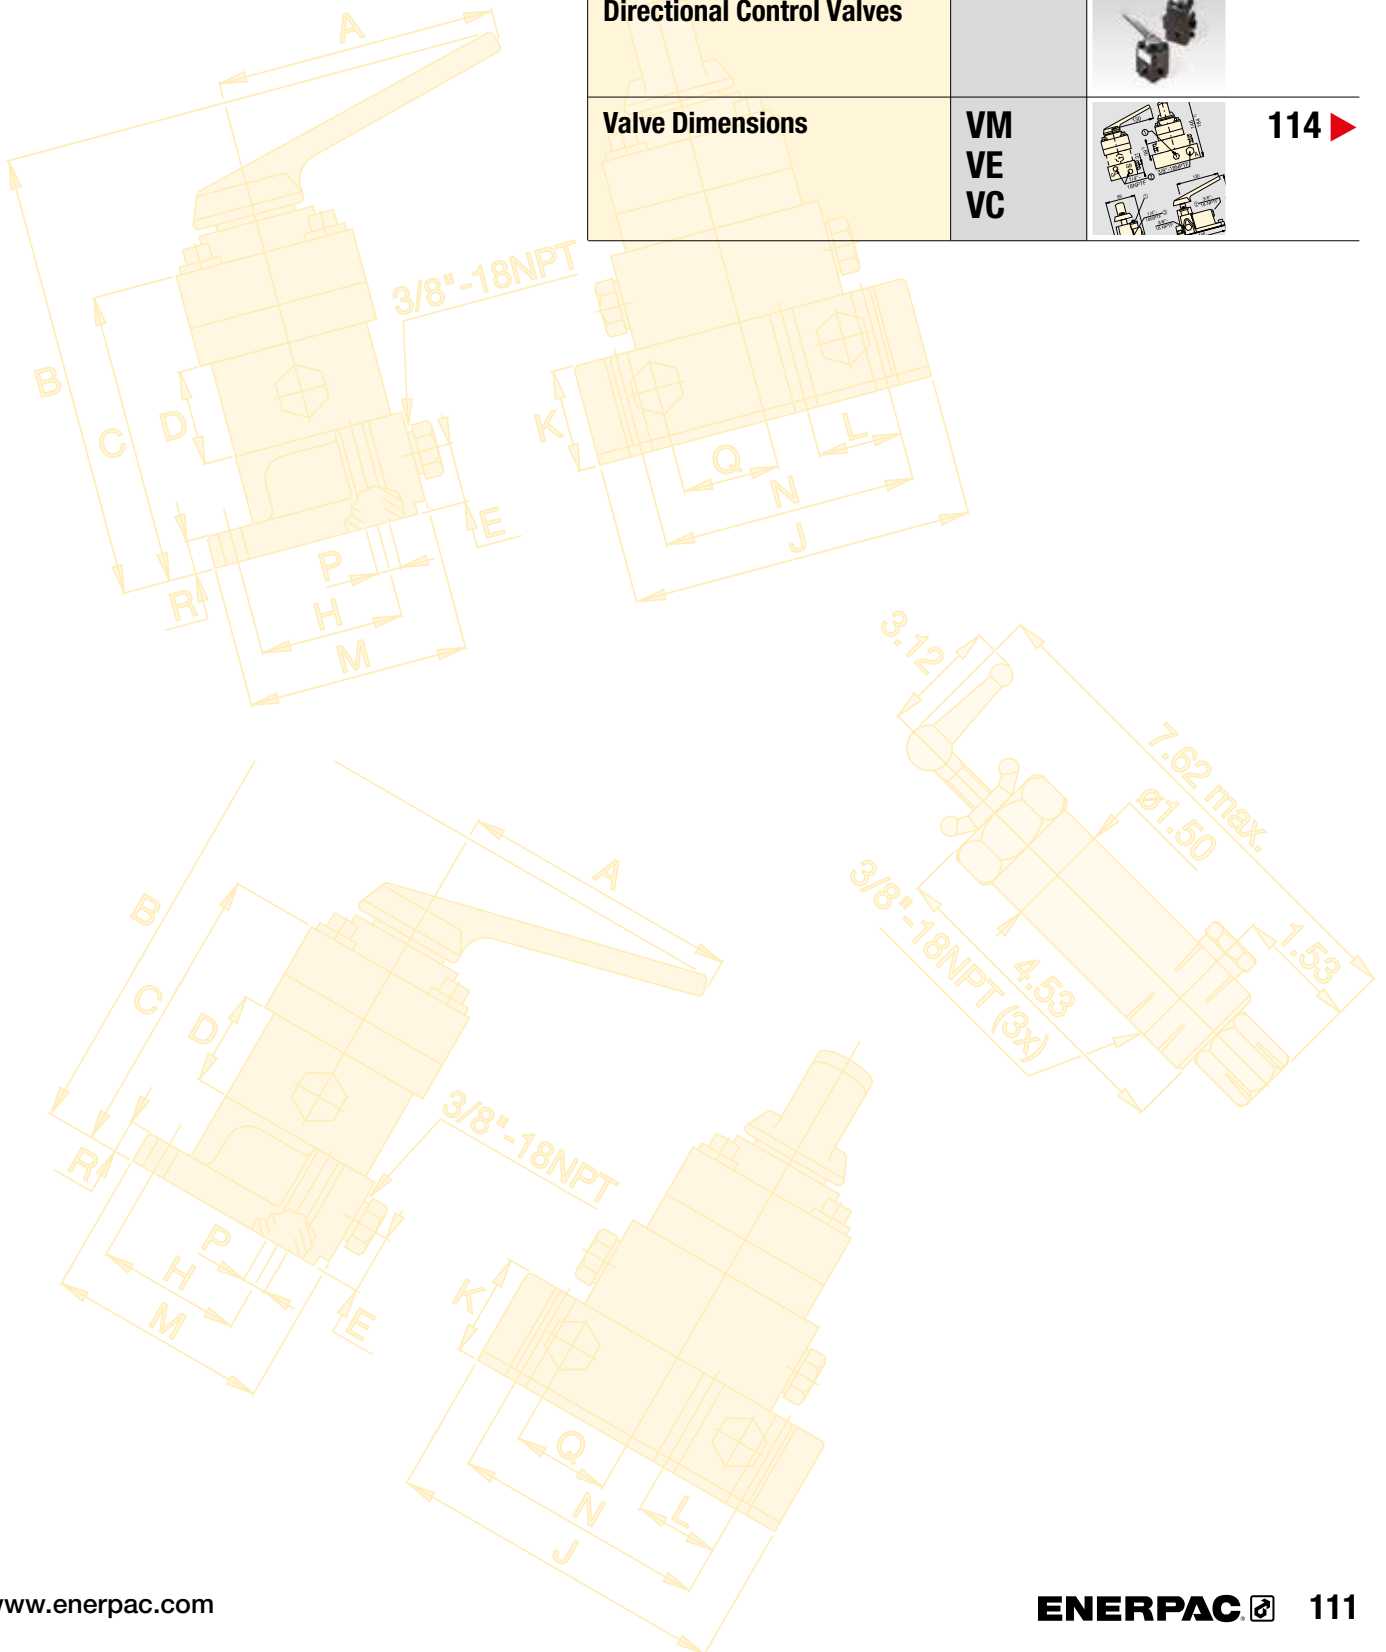 Directional Control Valves
Valve Dimensions
VM
VE
VC
114
A
B
C
D
3/8"-18NPT
E
P
H
R
M
K
L
Q
N
J
3.12
7.62 max.
ø1.50
3/8"-18NPT (3x)
4.53
1.53
A
B
C
D
R
3/8"-18NPT
P
H
M
E
K
Q
N
L
J
www.enerpac.com
ENERPAC 111